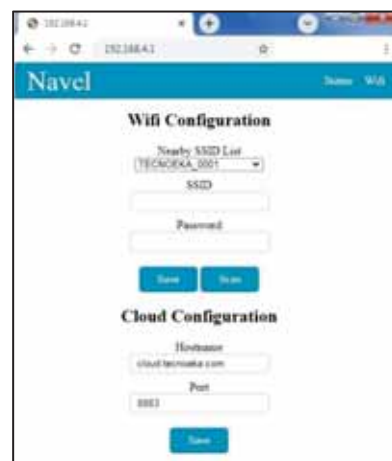 192.168.4.1
192.168.4.1
Navel
Status Wifi
Wifi Configuration
Nearby SSID List
TECNOEKA_0001
SSID
Password
Save Scan
Cloud Configuration
Hostname
cloud.tecnoeka.com
Port
8883
Save